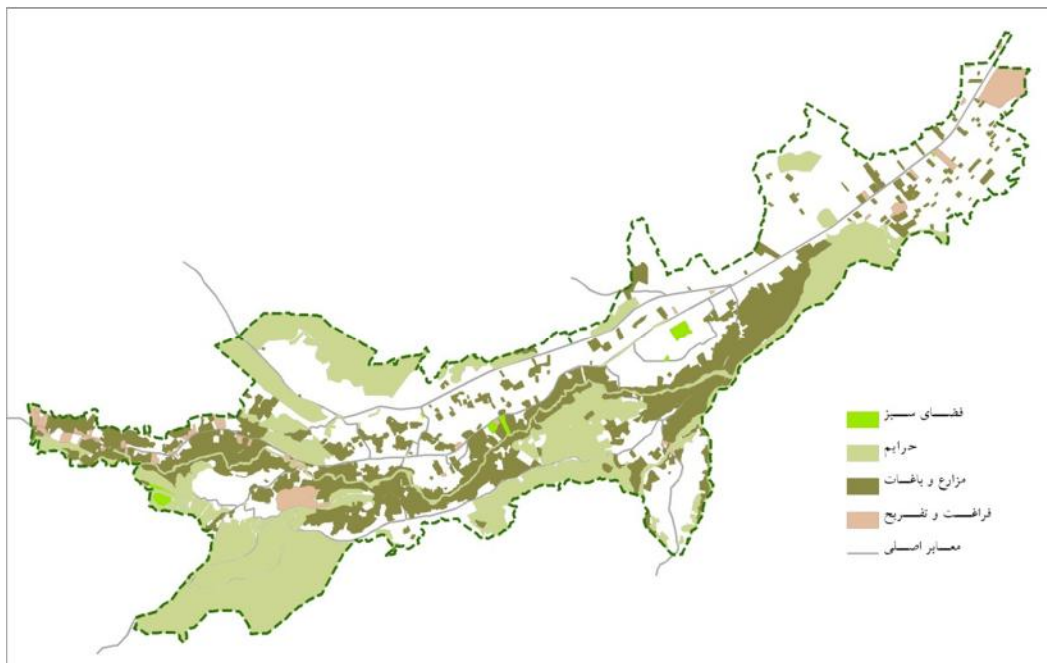 فضای سبز
حرایم
مزارع و باغات
فراغت و تفریح
معابر اصلی